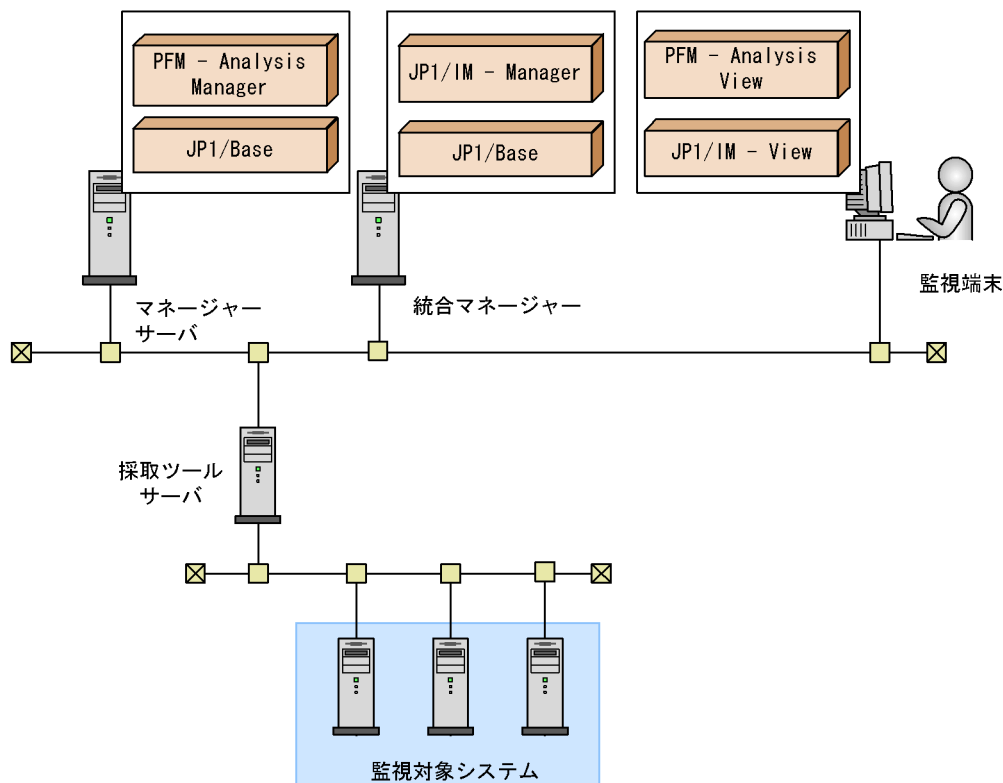 PFM - Analysis
Manager
JP1/Base
JP1/IM - Manager
JP1/Base
PFM - Analysis
View
JP1/IM - View
マネージャー
サーバ
統合マネージャー
監視端末
採取ツール
サーバ
監視対象システム